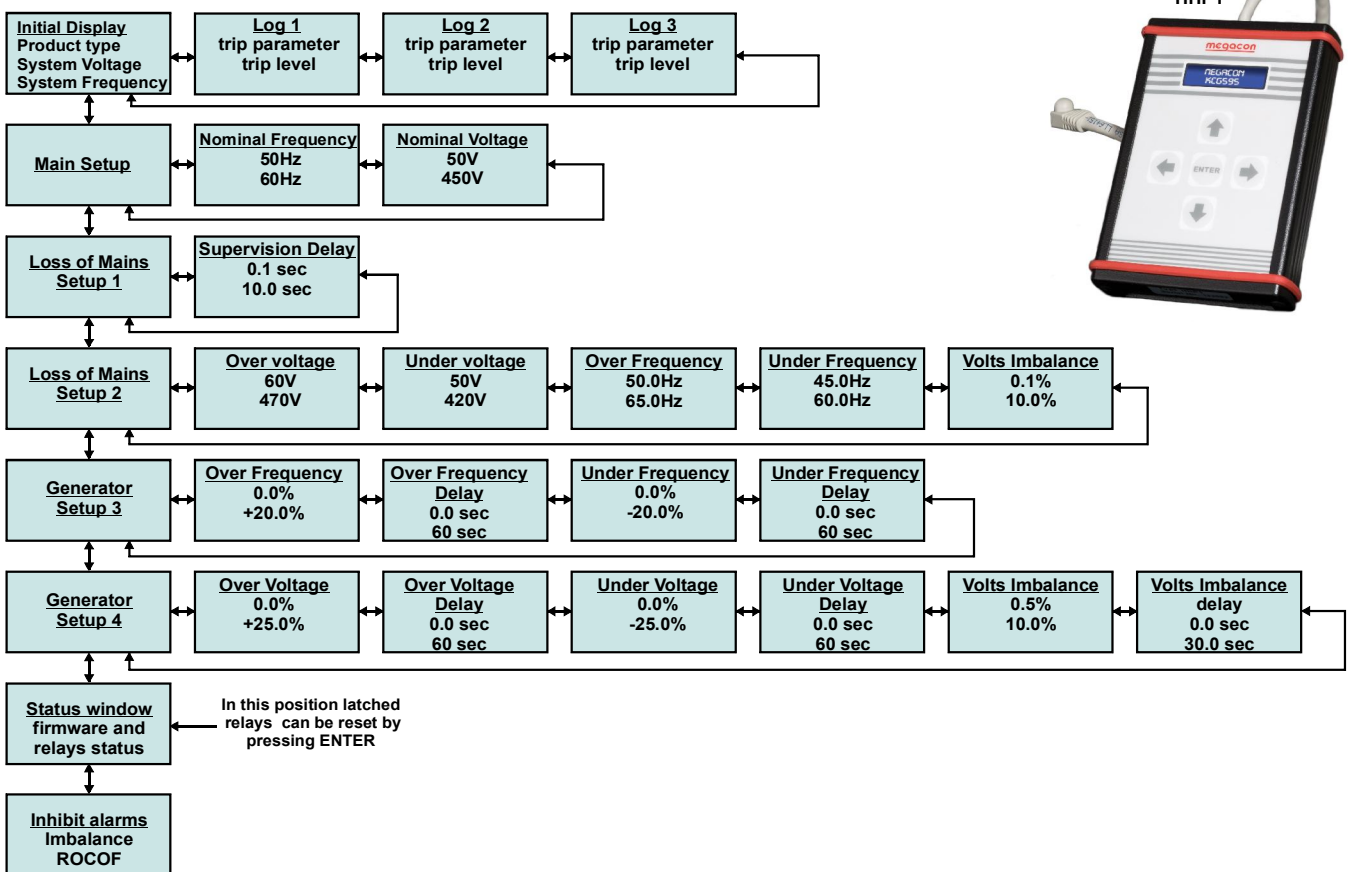 Initial Display
Product type
System Voltage
System Frequency
Log 1
trip parameter
trip level
Log 2
trip parameter
trip level
Log 3
trip parameter
trip level
Main Setup
Nominal Frequency
50Hz
60Hz
Nominal Voltage
50V
450V
Loss of Mains
Setup 1
Supervision Delay
0.1 sec
10.0 sec
Loss of Mains
Setup 2
Over voltage
60V
470V
Under voltage
50V
420V
Over Frequency
50.0Hz
65.0Hz
Under Frequency
45.0Hz
60.0Hz
Volts Imbalance
0.1%
10.0%
Generator
Setup 3
Over Frequency
0.0%
+20.0%
Over Frequency
Delay
0.0 sec
60 sec
Under Frequency
0.0%
-20.0%
Under Frequency
Delay
0.0 sec
60 sec
Generator
Setup 4
Over Voltage
0.0%
+25.0%
Over Voltage
Delay
0.0 sec
60 sec
Under Voltage
0.0%
-25.0%
Under Voltage
Delay
0.0 sec
60 sec
Volts Imbalance
0.5%
10.0%
Volts Imbalance
delay
0.0 sec
30.0 sec
Status window
firmware and
relays status
In this position latched
relays can be reset by
pressing ENTER
Inhibit alarms
Imbalance
ROCOF
megacon
MEGACON
KCG595
ENTER